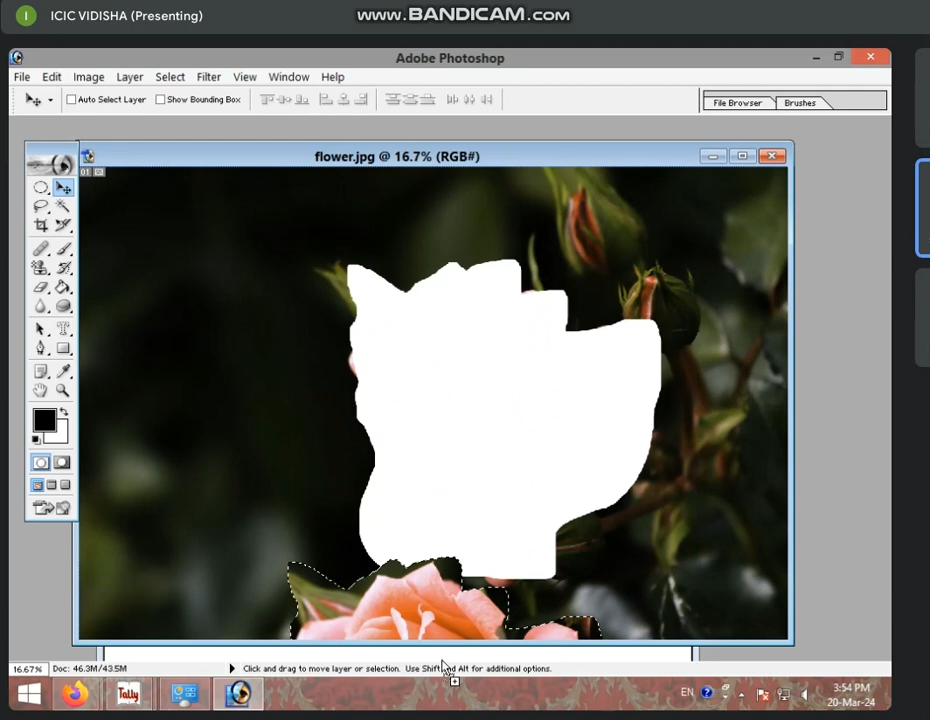 I ICIC VIDISHA (Presenting)
www.BANDICAM.com
Adobe Photoshop
File Edit Image Layer Select Filter View Window Help
Auto Select Layer Show Bounding Box File Browser Brushes
flower.jpg @ 16.7% (RGB#)
01
T
16.67% Doc: 46.3M/43.5M Click and drag to move layer or selection. Use Shift and Alt for additional options.
Tally EN 3:54 PM
20-Mar-24